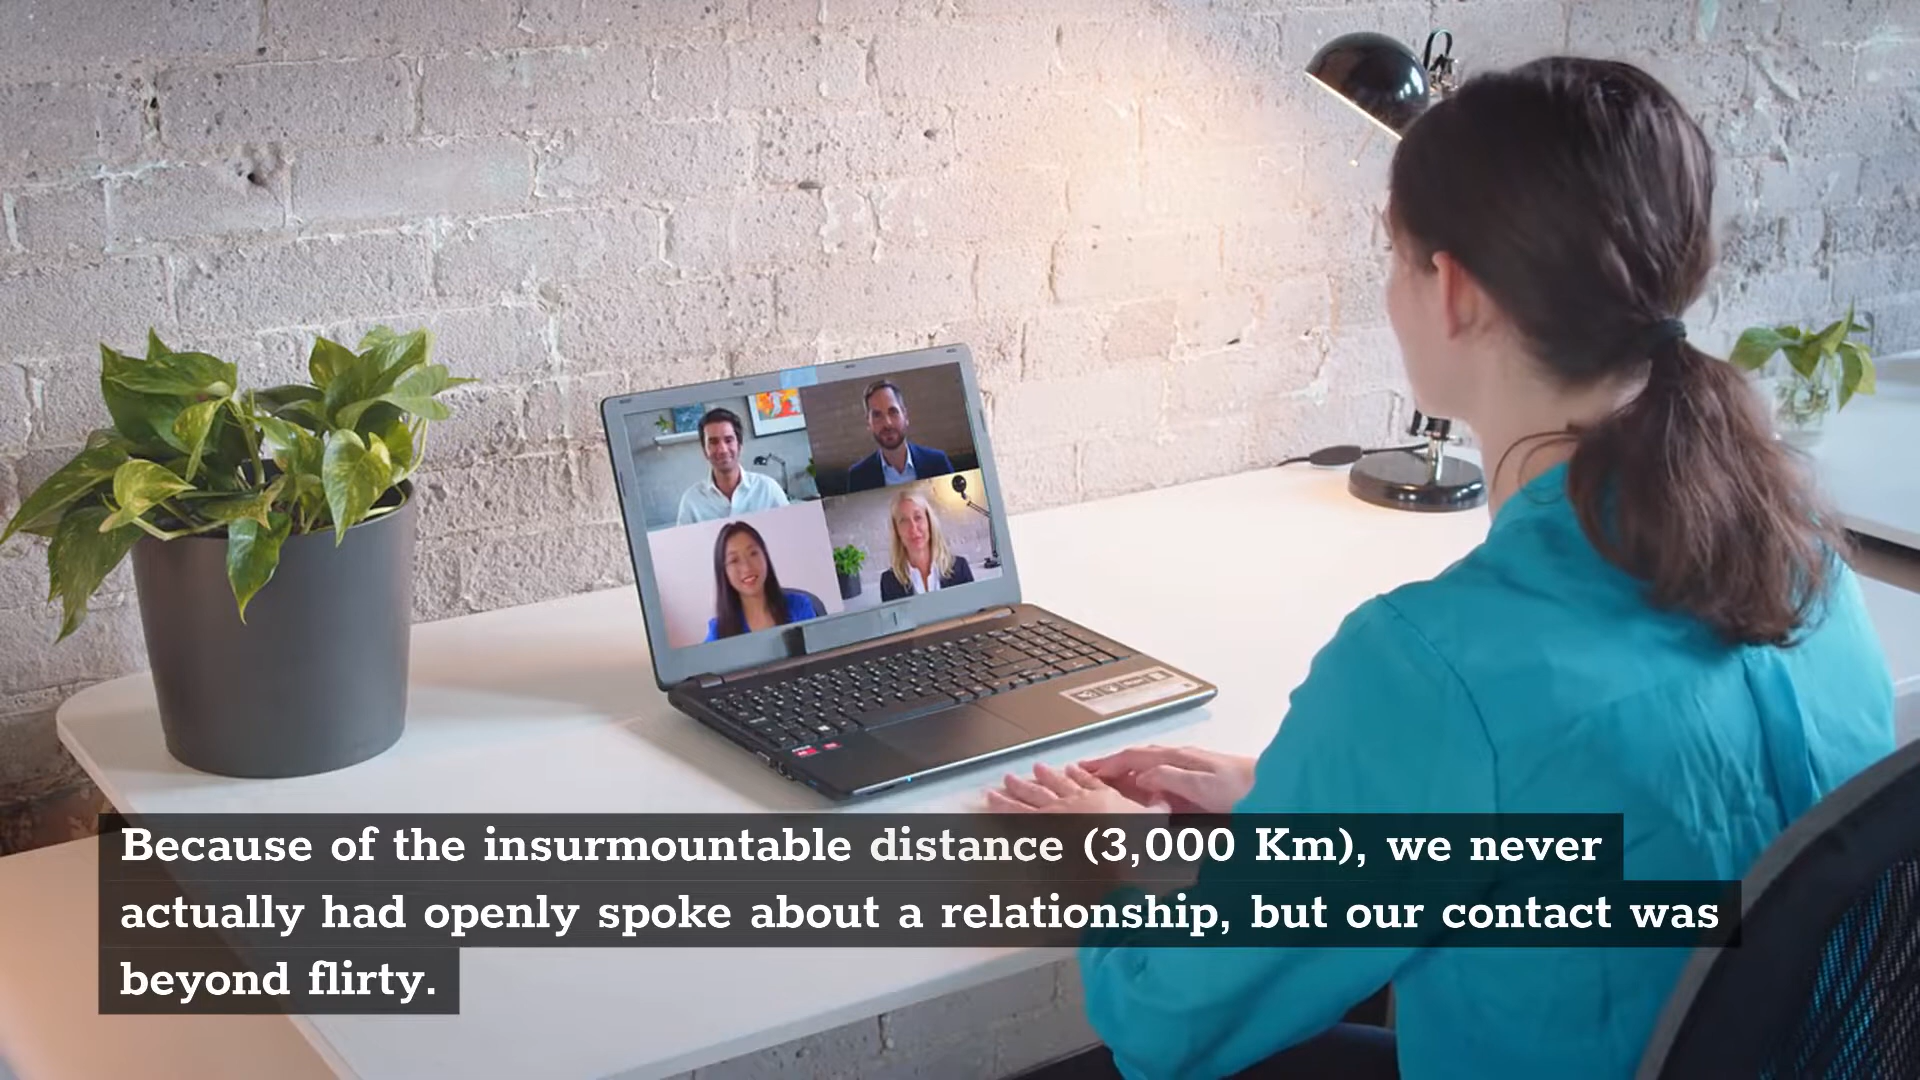 Because of the insurmountable distance (3,000 Km), we never
actually had openly spoke about a relationship, but our contact was
beyond flirty.